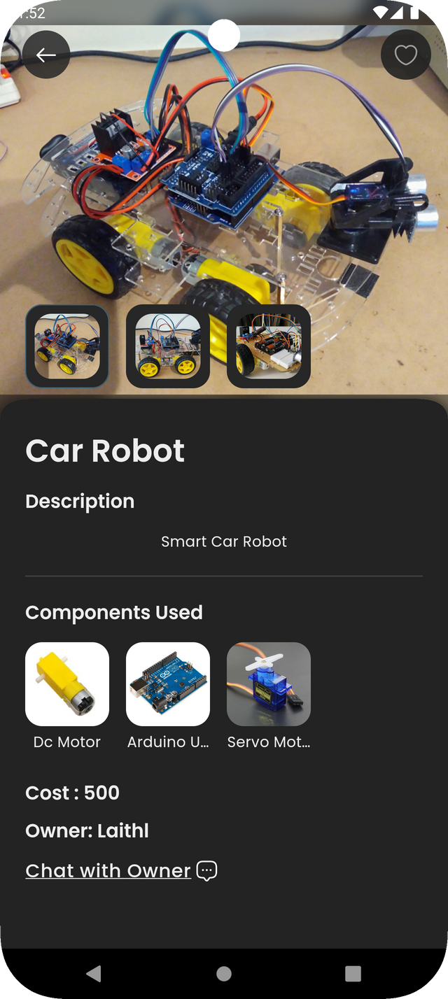 :52
Car Robot
Description
Smart Car Robot
Components Used
Dc Motor
Arduino U...
Servo Mot...
Cost : 500
Owner: Laithl
Chat with Owner